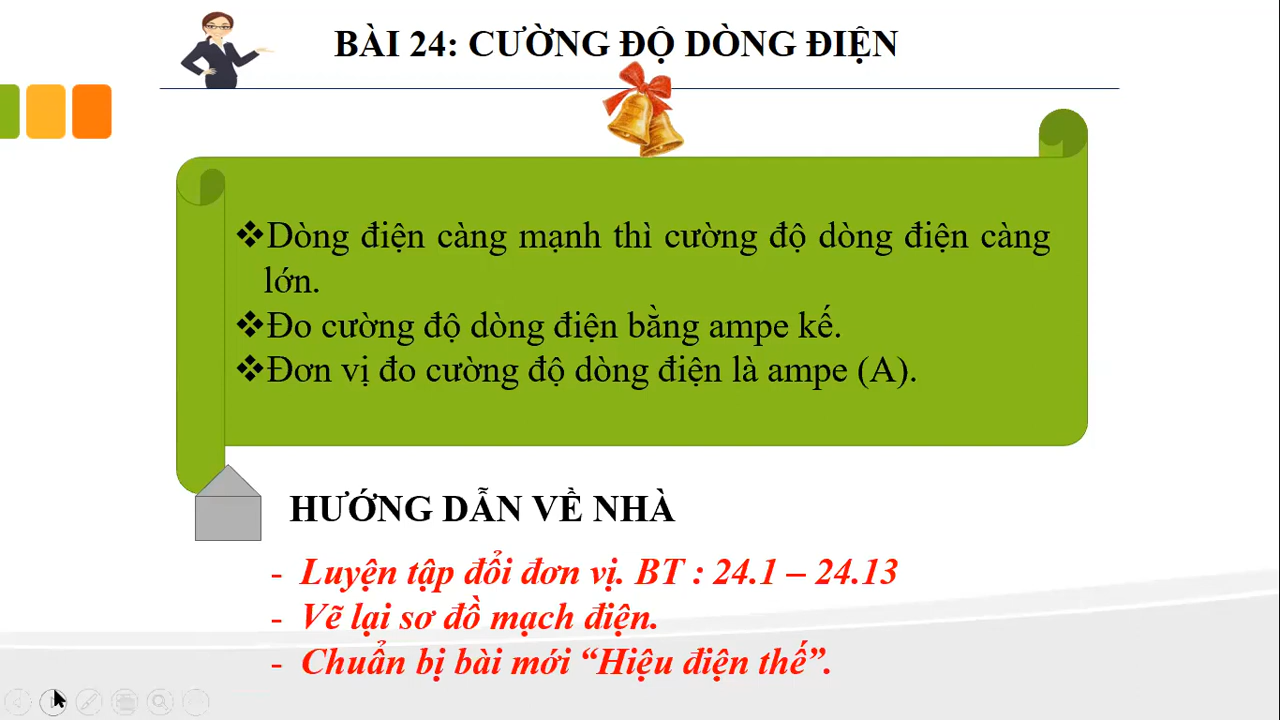 BÀI 24: CƯỜNG ĐỘ DÒNG ĐIỆN
❖Dòng điện càng mạnh thì cường độ dòng điện càng
lớn.
❖Đo cường độ dòng điện bằng ampe kế.
❖Đơn vị đo cường độ dòng điện là ampe (A).
HƯỚNG DẪN VỀ NHÀ
- Luyện tập đổi đơn vị. BT : 24.1 – 24.13
- Vẽ lại sơ đồ mạch điện.
- Chuẩn bị bài mới “Hiệu điện thế”.